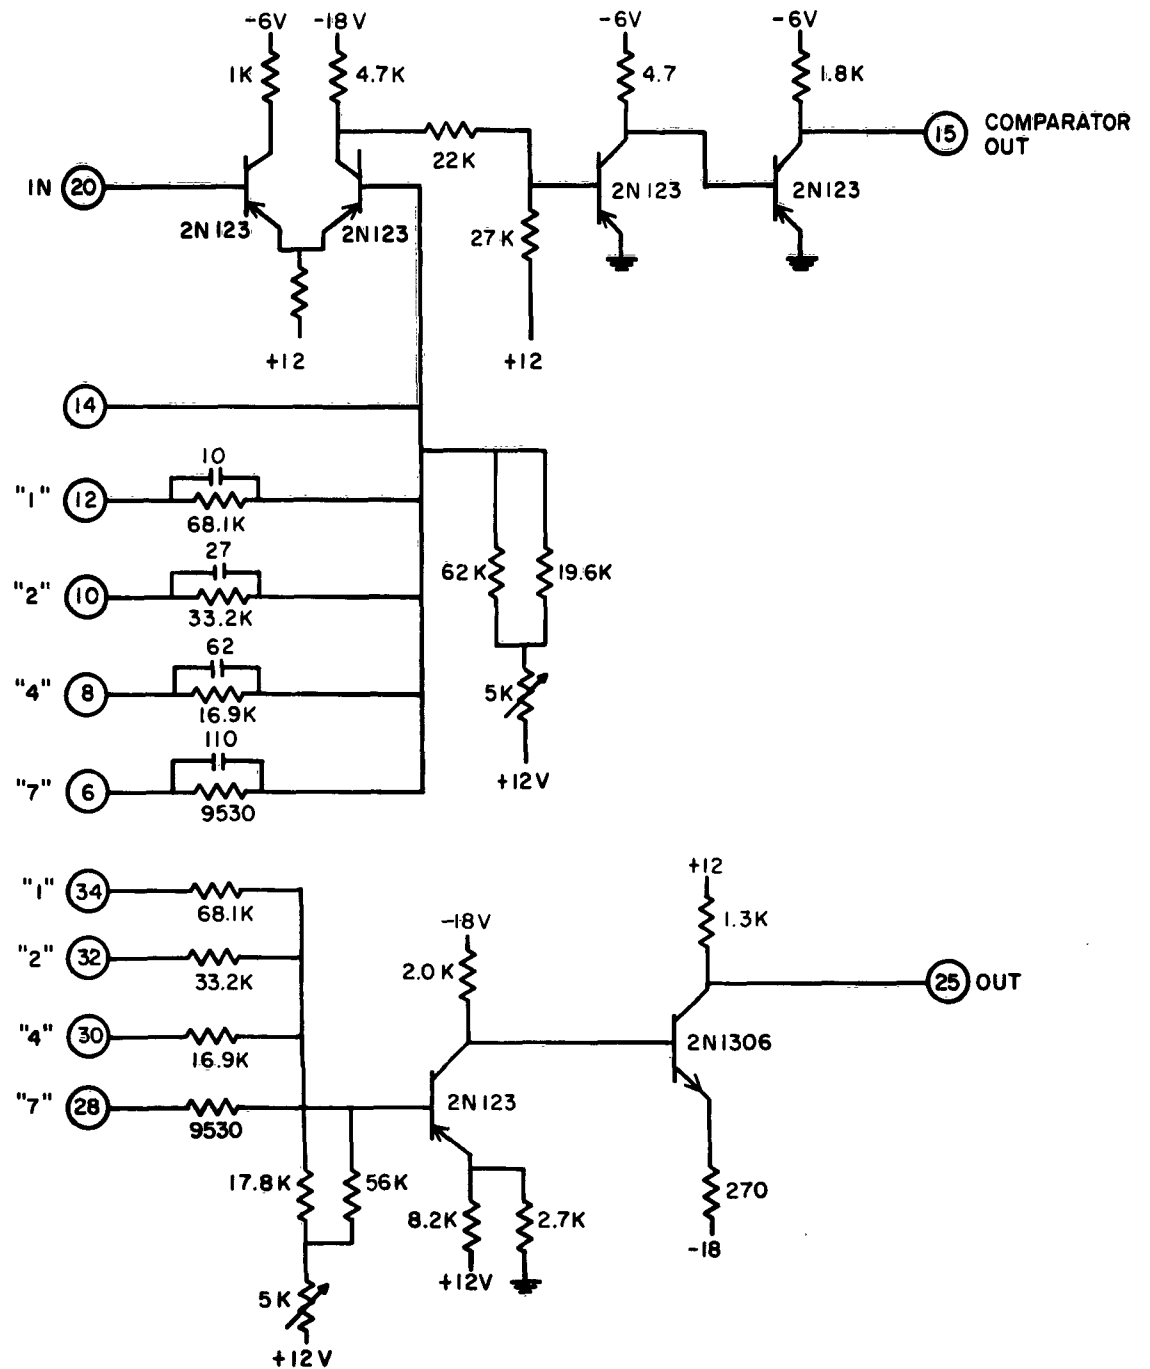 -6V -18V -6V -6V
1K 4.7K 4.7 1.8K
15 COMPARATOR
OUT
22K
IN 20
2N123 2N123 2N123 2N123
27K
+12 +12
14
10
"1" 12
68.1K
27
"2" 10
33.2K
62K 19.6K
62
"4" 8
16.9K
5K
110
"7" 6
9530
+12V
"1" 34
68.1K
+12
1.3K
-18V
"2" 32
33.2K
2.0K
25 OUT
"4" 30
16.9K
2N1306
"7" 28
9530
2N123
17.8K 56K
8.2K 2.7K
270
-18
+12V
5K
+12V